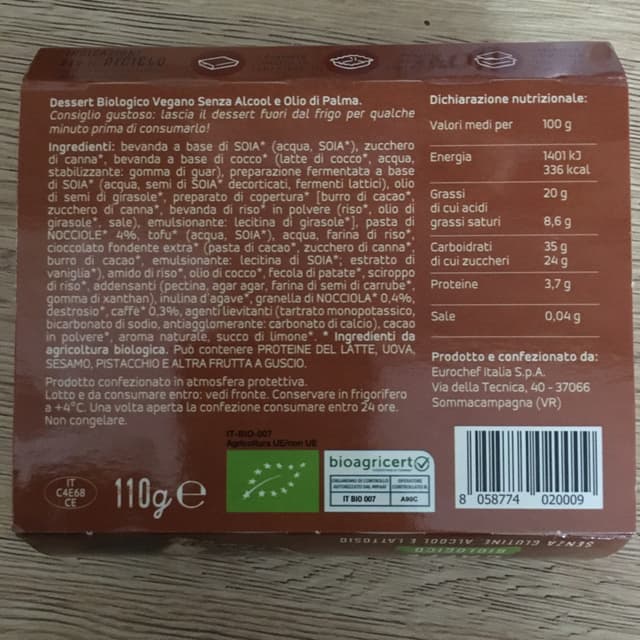 Dessert Biologico Vegano Senza Alcool e Olio di Palma.
Consiglio gustoso: lascia il dessert fuori dal frigo per qualche
minuto prima di consumarlo!
Ingredienti: bevanda a base di SOIA* (acqua, SOIA*), zucchero
di canna*, bevanda a base di cocco* (latte di cocco*, acqua,
stabilizzante: gomma di guar), preparazione fermentata a base
di SOIA* (acqua, semi di SOIA* decorticati, fermenti lattici), olio
di semi di girasole*, preparato di copertura* [burro di cacao*,
zucchero di canna*, bevanda di riso* in polvere (riso*, olio di
girasole*, sale), emulsionante: lecitina di girasole*], pasta di
NOCCIOLE* 4%, tofu* (acqua, SOIA*), acqua, farina di riso*,
cioccolato fondente extra* (pasta di cacao*, zucchero di canna*,
burro di cacao*, emulsionante: lecitina di SOIA*; estratto di
vaniglia*), amido di riso*, olio di cocco*, fecola di patate*, sciroppo
di riso*, addensanti (pectina, agar agar, farina di semi di carrube*,
gomma di xanthan), inulina d'agave*, granella di NOCCIOLA* 0,4%,
destrosio*, caffè* 0,3%, agenti lievitanti (tartrato monopotassico,
bicarbonato di sodio, antiagglomerante: carbonato di calcio), cacao
in polvere*, aroma naturale, succo di limone*. * Ingredienti da
agricoltura biologica. Può contenere PROTEINE DEL LATTE, UOVA,
SESAMO, PISTACCHIO E ALTRA FRUTTA A GUSCIO.
Prodotto confezionato in atmosfera protettiva.
Lotto e da consumare entro: vedi fronte. Conservare in frigorifero
a +4°C. Una volta aperta la confezione consumare entro 24 ore.
Non congelare.
Dichiarazione nutrizionale:
Valori medi per 100 g
Energia 1401 kJ
336 kcal
Grassi 20 g
di cui acidi
grassi saturi 8,6 g
Carboidrati 35 g
di cui zuccheri 24 g
Proteine 3,7 g
Sale 0,04 g
Prodotto e confezionato da:
Eurochef italia S.p.A.
Via della Tecnica, 40 - 37066
Sommacampagna (VR)
IT
C4E68
CE
110g e
IT-BIO-007
Agricoltura UE/non UE
bioagricert
ORGANISMO DI CONTROLLO
AUTORIZZATO DAL MIPAAF
IT BIO 007
OPERATORE
CONTROLLATO N.
A90C
8 058774 020009
BIOLOGICO
SENZA GLUTINE ALCOOL E LATTOSIO